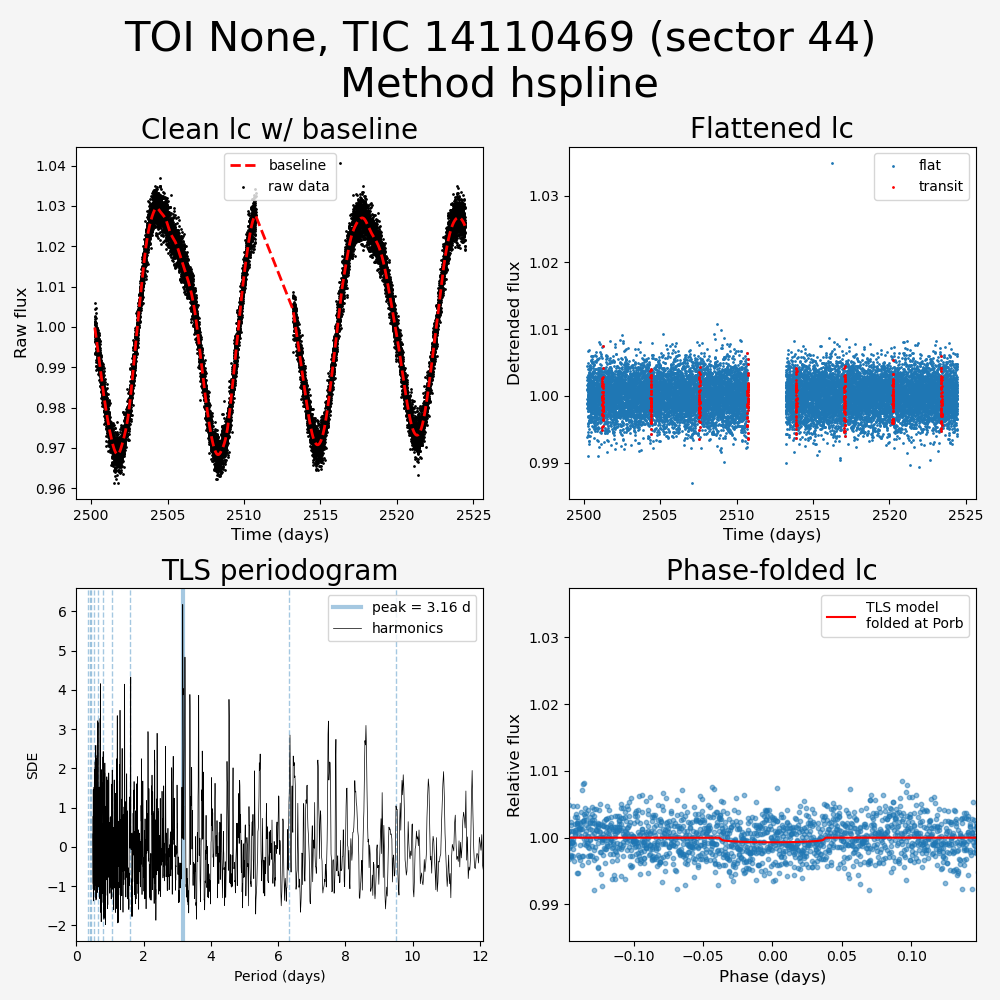 TOI None, TIC 14110469 (sector 44)
Method hspline
Clean lc w/ baseline
Flattened lc
baseline
raw data
flat
transit
1.04
1.03
1.02
1.01
1.00
0.99
0.98
0.97
0.96
Raw flux
2500
2505
2510
2515
2520
2525
Time (days)
1.03
1.02
1.01
1.00
0.99
Detrended flux
2500
2505
2510
2515
2520
2525
Time (days)
TLS periodogram
Phase-folded lc
peak = 3.16 d
harmonics
TLS model
folded at Porb
6
5
4
3
2
1
0
−1
−2
SDE
0
2
4
6
8
10
12
Period (days)
1.03
1.02
1.01
1.00
0.99
Relative flux
−0.10
−0.05
0.00
0.05
0.10
Phase (days)